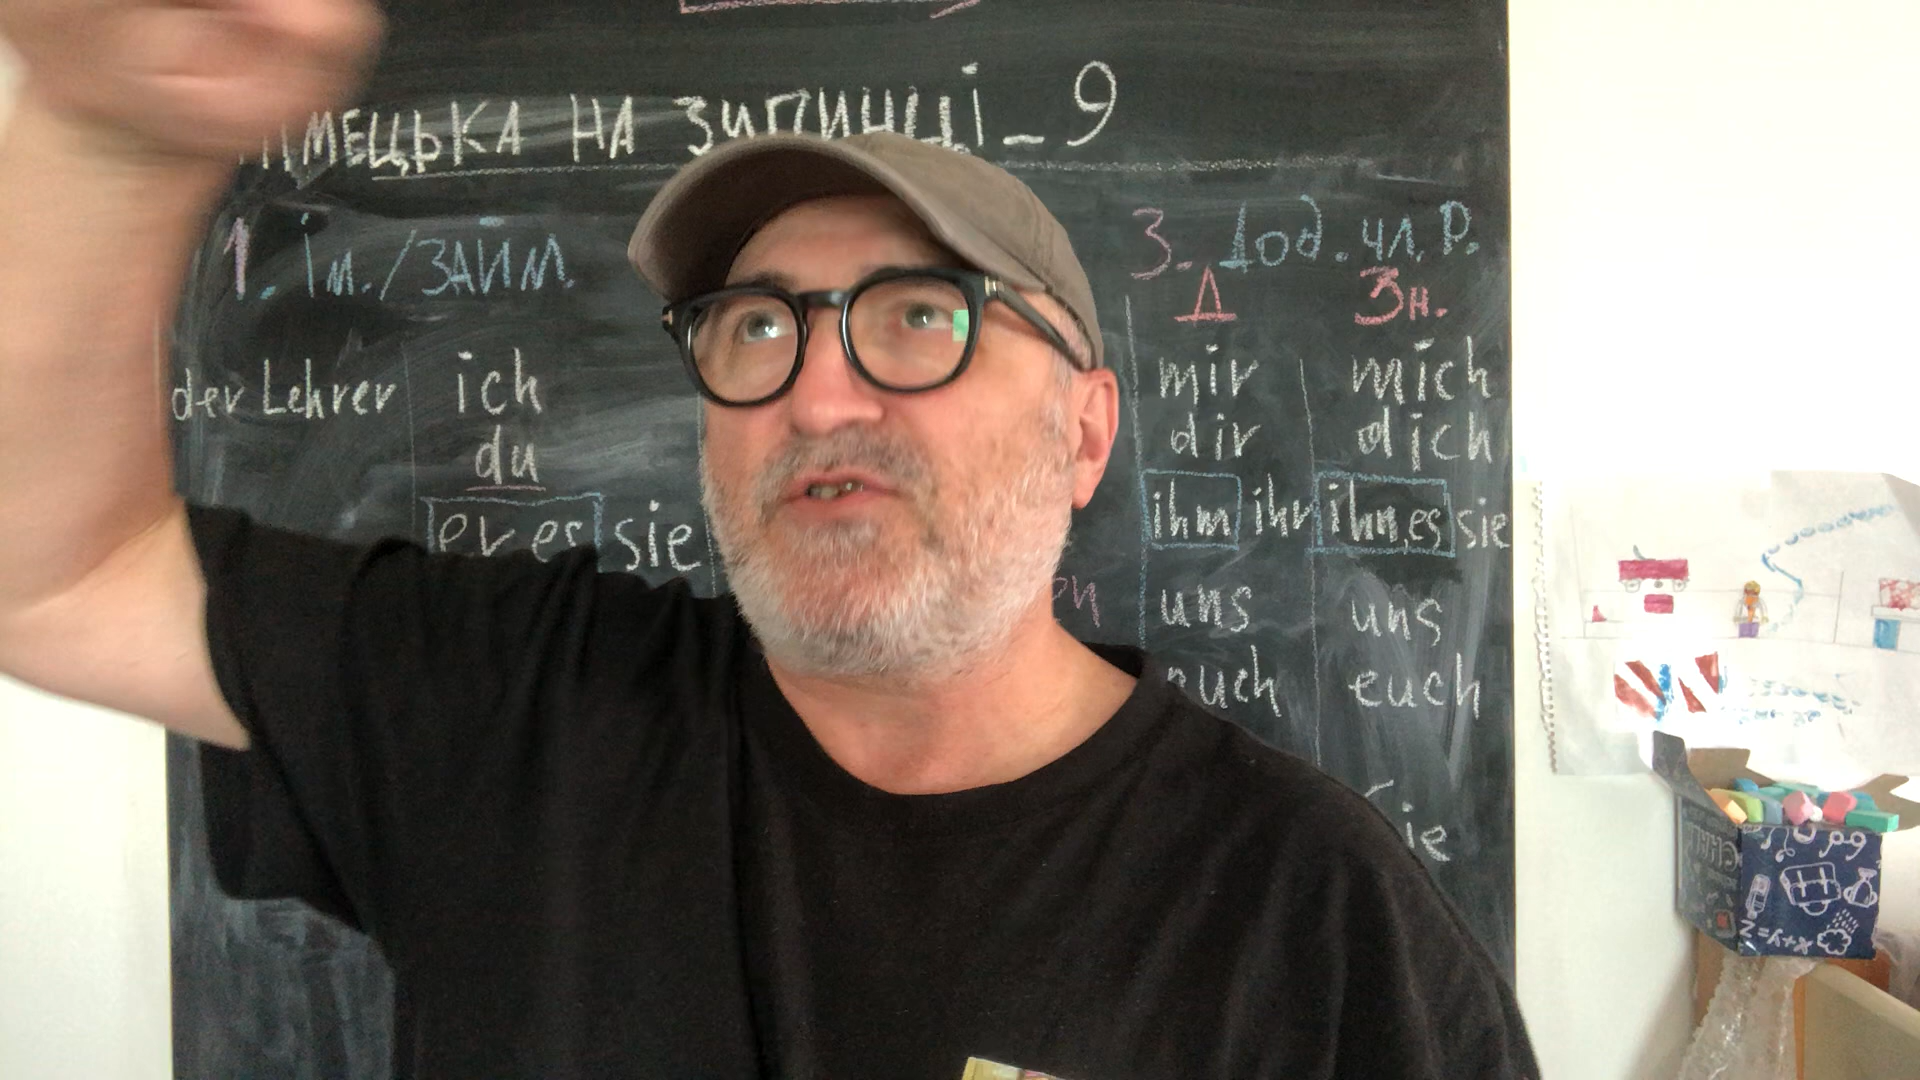 НА ЗУПИНЦІ_9
1. ім./ЗАЙМ.
3. Дод. чл. Р.
Д Зн.
der Lehrer ich mir mich
du dir dich
er es sie ihm ihr ihn, es sie
uns uns
euch euch